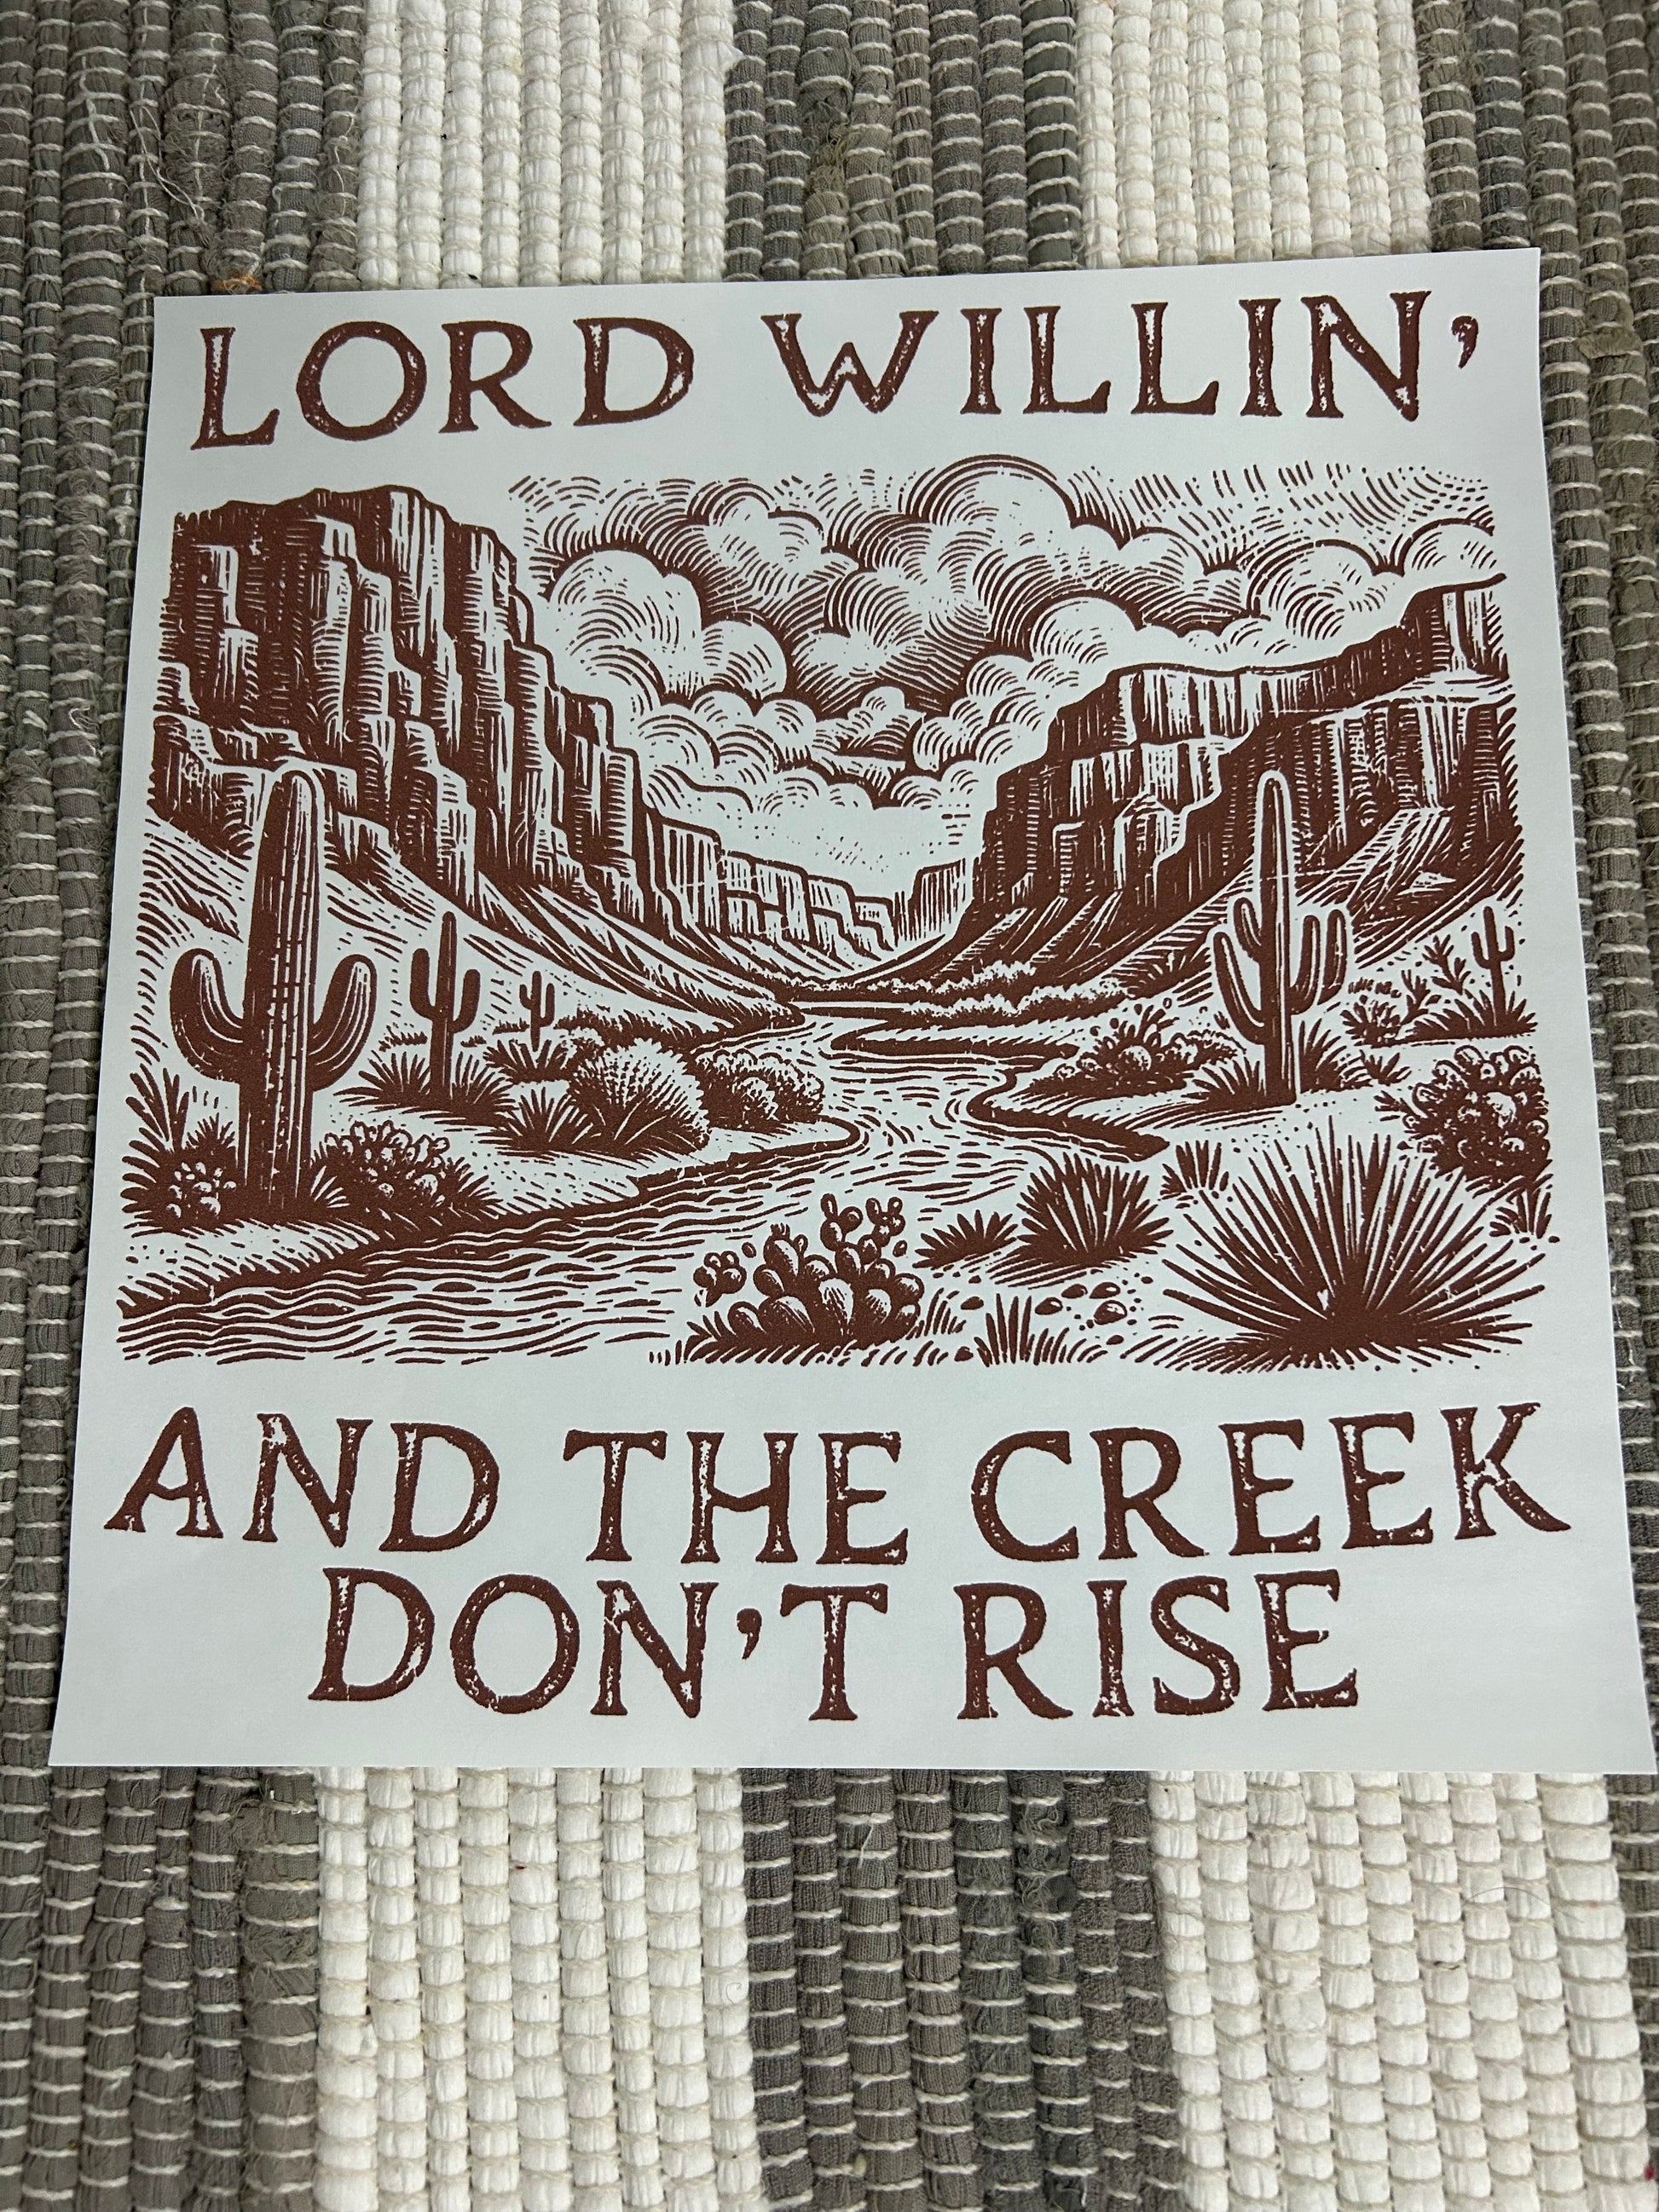 LORD WILLIN'
AND THE CREEK
DON'T RISE